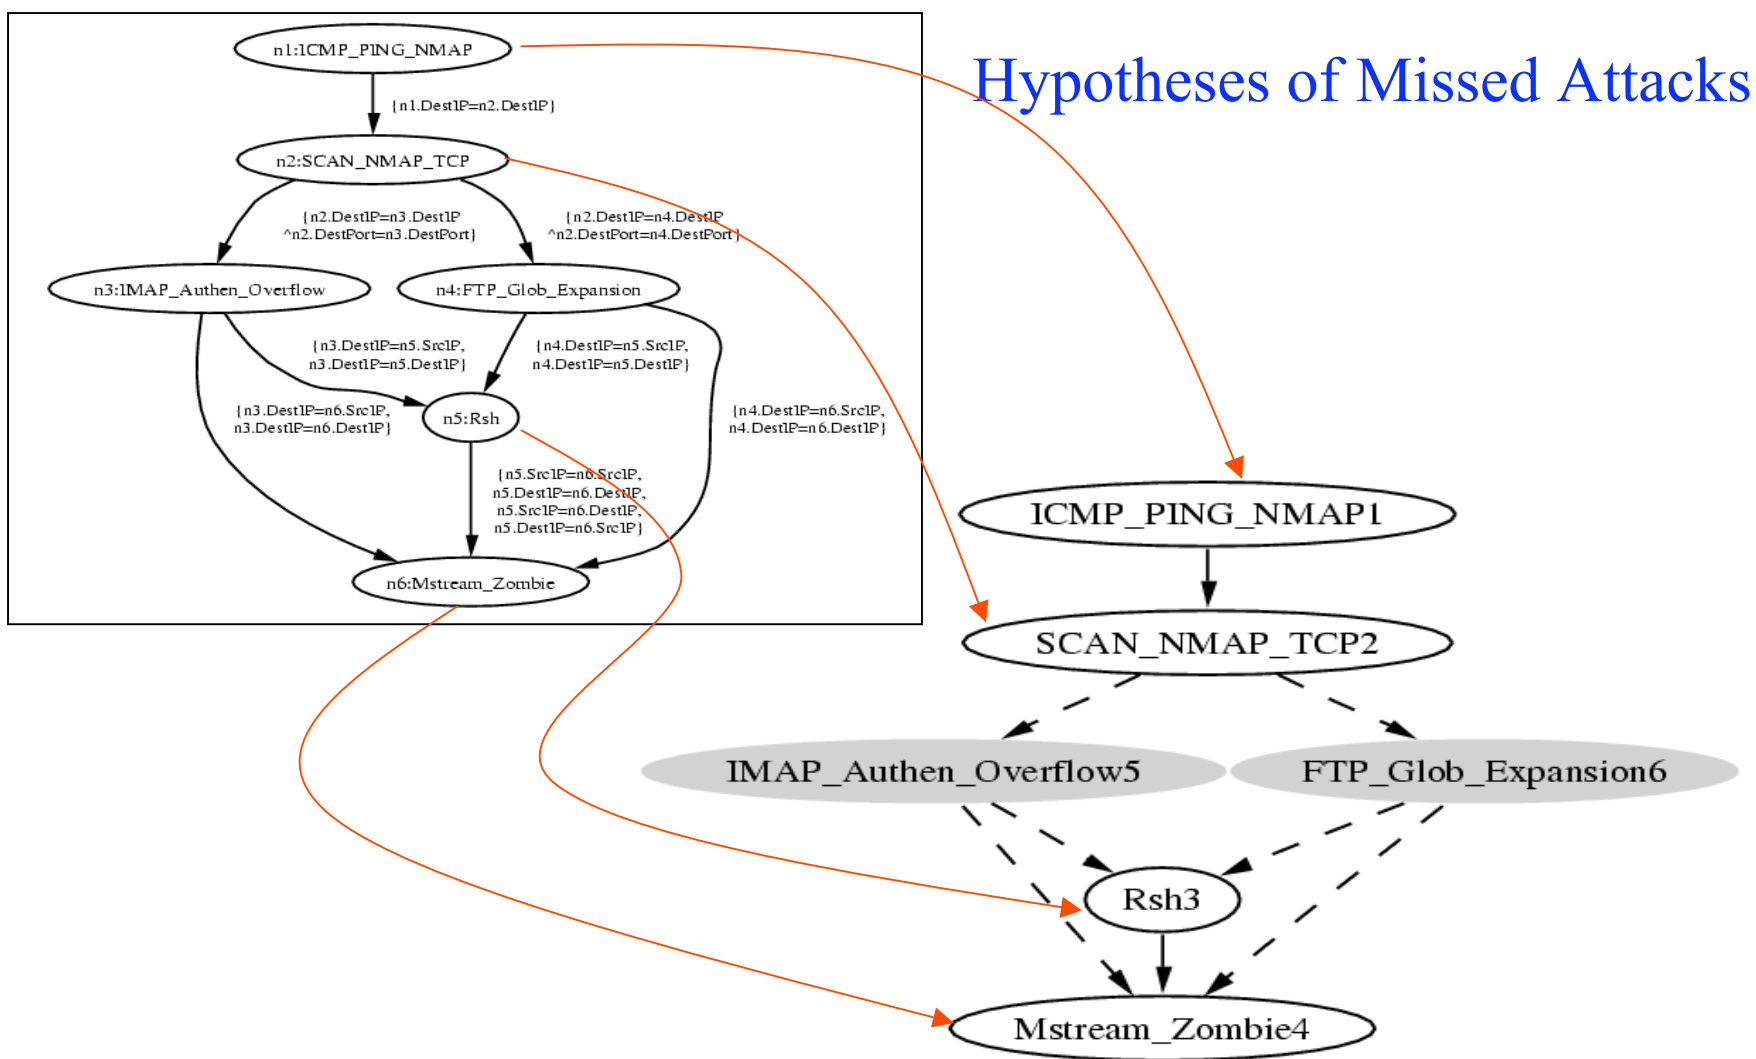 Hypotheses of Missed Attacks
n1:ICMP_PING_NMAP
{n1.DestIP=n2.DestIP}
n2:SCAN_NMAP_TCP
{n2.DestIP=n3.DestIP
^n2.DestPort=n3.DestPort}
{n2.DestIP=n4.DestIP
^n2.DestPort=n4.DestPort}
n3:IMAP_Authen_Overflow
n4:FTP_Glob_Expansion
{n3.DestIP=n5.SrcIP,
n3.DestIP=n5.DestIP}
{n4.DestIP=n5.SrcIP,
n4.DestIP=n5.DestIP}
{n3.DestIP=n6.SrcIP,
n3.DestIP=n6.DestIP}
n5:Rsh
{n4.DestIP=n6.SrcIP,
n4.DestIP=n6.DestIP}
{n5.SrcIP=n6.SrcIP,
n5.DestIP=n6.DestIP,
n5.SrcIP=n6.DestIP,
n5.DestIP=n6.SrcIP}
n6:Mstream_Zombie
ICMP_PING_NMAP1
SCAN_NMAP_TCP2
IMAP_Authen_Overflow5
FTP_Glob_Expansion6
Rsh3
Mstream_Zombie4